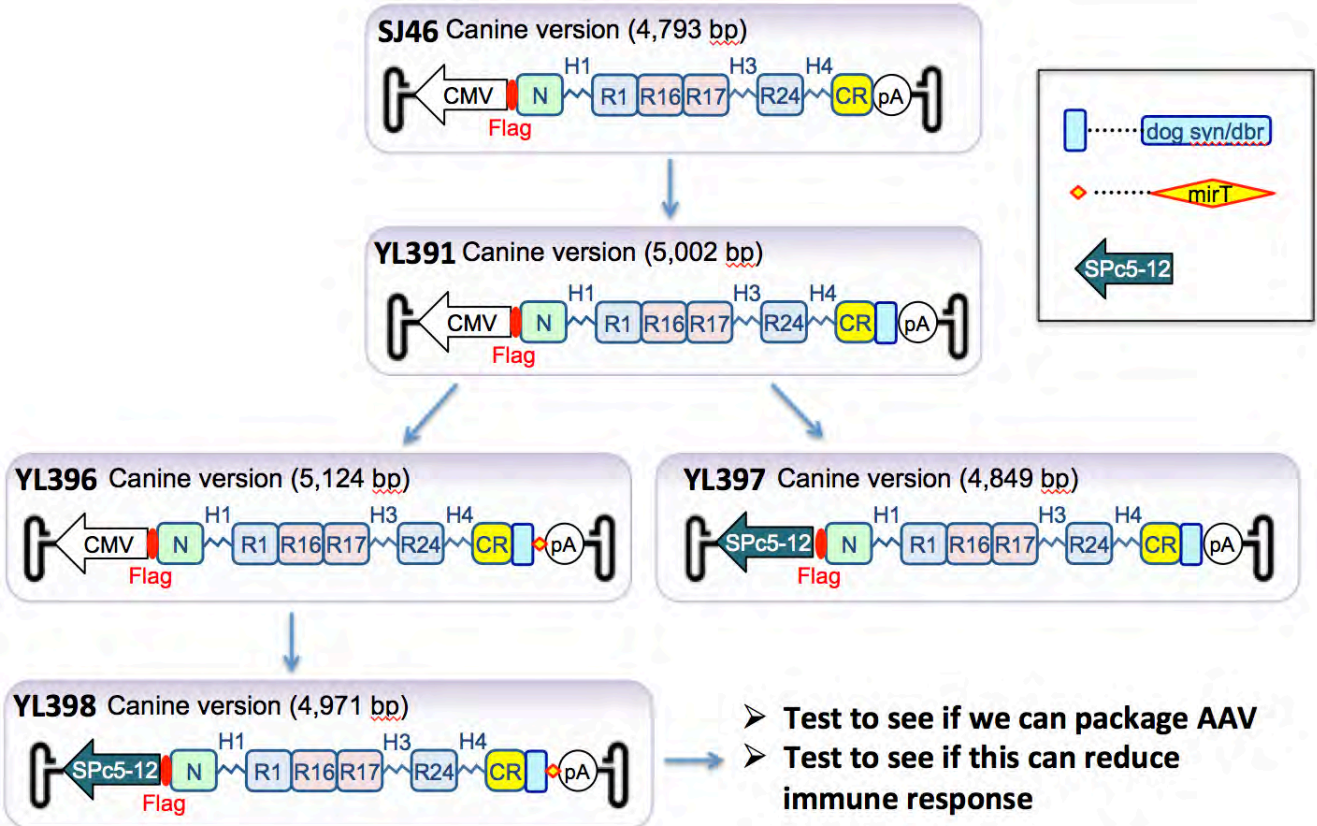 SJ46 Canine version (4,793 bp)
H1 H3 H4
CMV N R1 R16 R17 R24 CR pA
Flag
dog syn/dbr
mirT
SPc5-12
YL391 Canine version (5,002 bp)
H1 H3 H4
CMV N R1 R16 R17 R24 CR pA
Flag
YL396 Canine version (5,124 bp)
H1 H3 H4
CMV N R1 R16 R17 R24 CR pA
Flag
YL397 Canine version (4,849 bp)
H1 H3 H4
SPc5-12 N R1 R16 R17 R24 CR pA
Flag
YL398 Canine version (4,971 bp)
H1 H3 H4
SPc5-12 N R1 R16 R17 R24 CR pA
Flag
➢ Test to see if we can package AAV
➢ Test to see if this can reduce
immune response